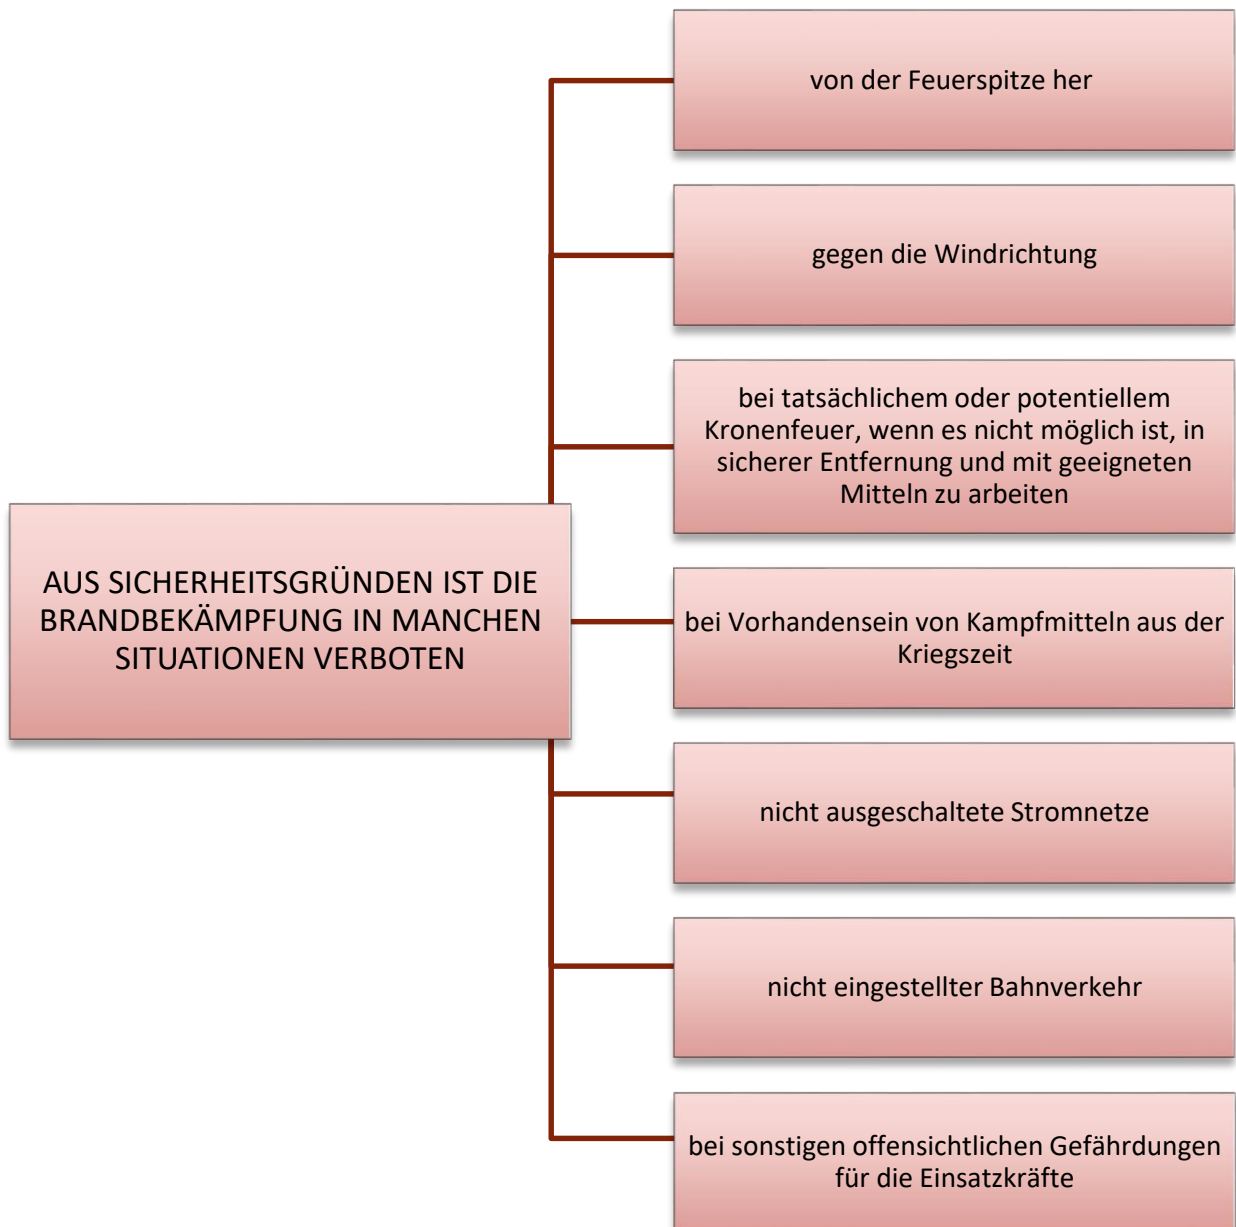 AUS SICHERHEITSGRÜNDEN IST DIE
BRANDBEKÄMPFUNG IN MANCHEN
SITUATIONEN VERBOTEN
von der Feuerspitze her
gegen die Windrichtung
bei tatsächlichem oder potentiellem
Kronenfeuer, wenn es nicht möglich ist, in
sicherer Entfernung und mit geeigneten
Mitteln zu arbeiten
bei Vorhandensein von Kampfmitteln aus der
Kriegszeit
nicht ausgeschaltete Stromnetze
nicht eingestellter Bahnverkehr
bei sonstigen offensichtlichen Gefährdungen
für die Einsatzkräfte